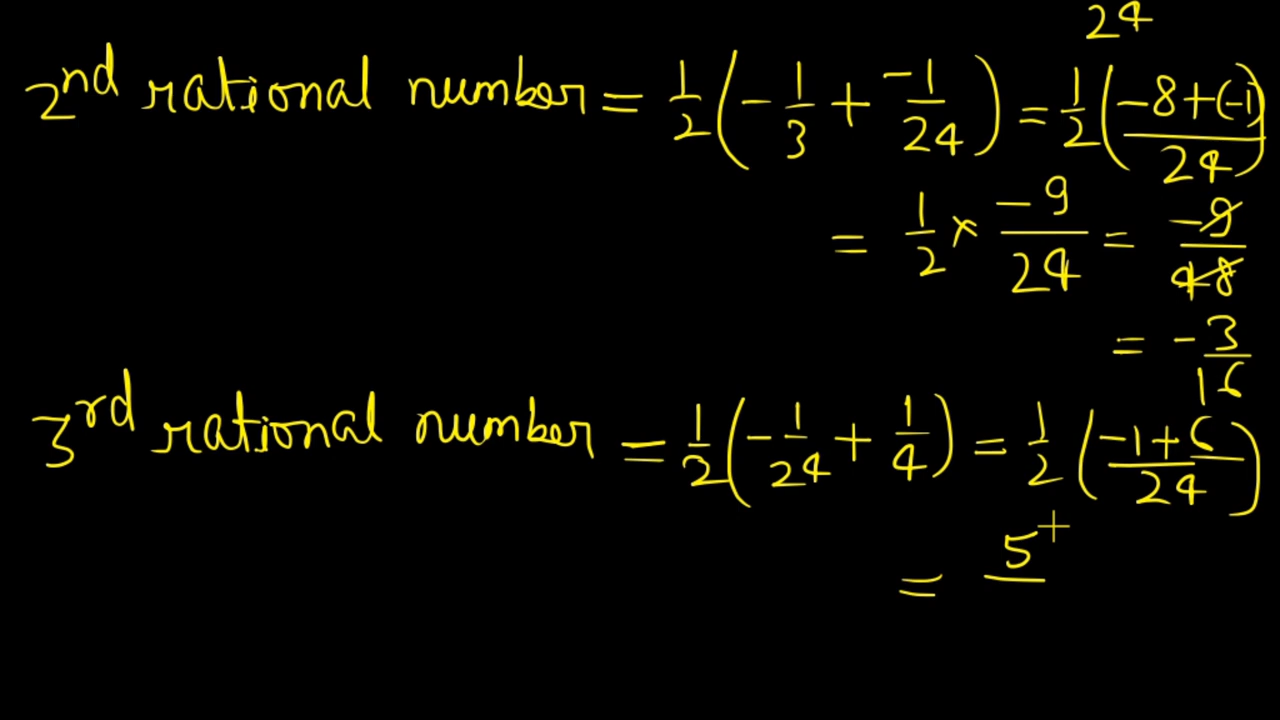 24
2nd rational number = 1/2 (-1/3 + -1/24) = 1/2 (-8+(-1)/24)
= 1/2 × -9/24 = -9/48
= -3/16
3rd rational number = 1/2 (-1/24 + 1/4) = 1/2 (-1+6/24)
= 5